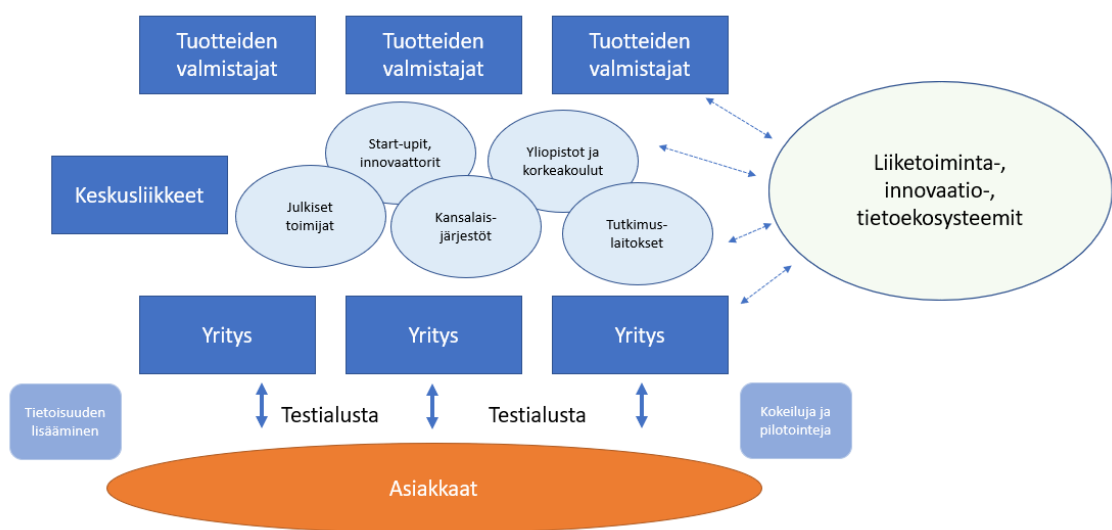 Tuotteiden
valmistajat
Tuotteiden
valmistajat
Tuotteiden
valmistajat
Start-upit,
innovaattorit
Yliopistot ja
korkeakoulut
Keskusliikkeet
Julkiset
toimijat
Kansalais-
järjestöt
Tutkimus-
laitokset
Liiketoiminta-,
innovaatio-,
tietoekosysteemit
Yritys
Yritys
Yritys
Tietoisuuden
lisääminen
Testialusta
Testialusta
Kokeiluja ja
pilotointeja
Asiakkaat